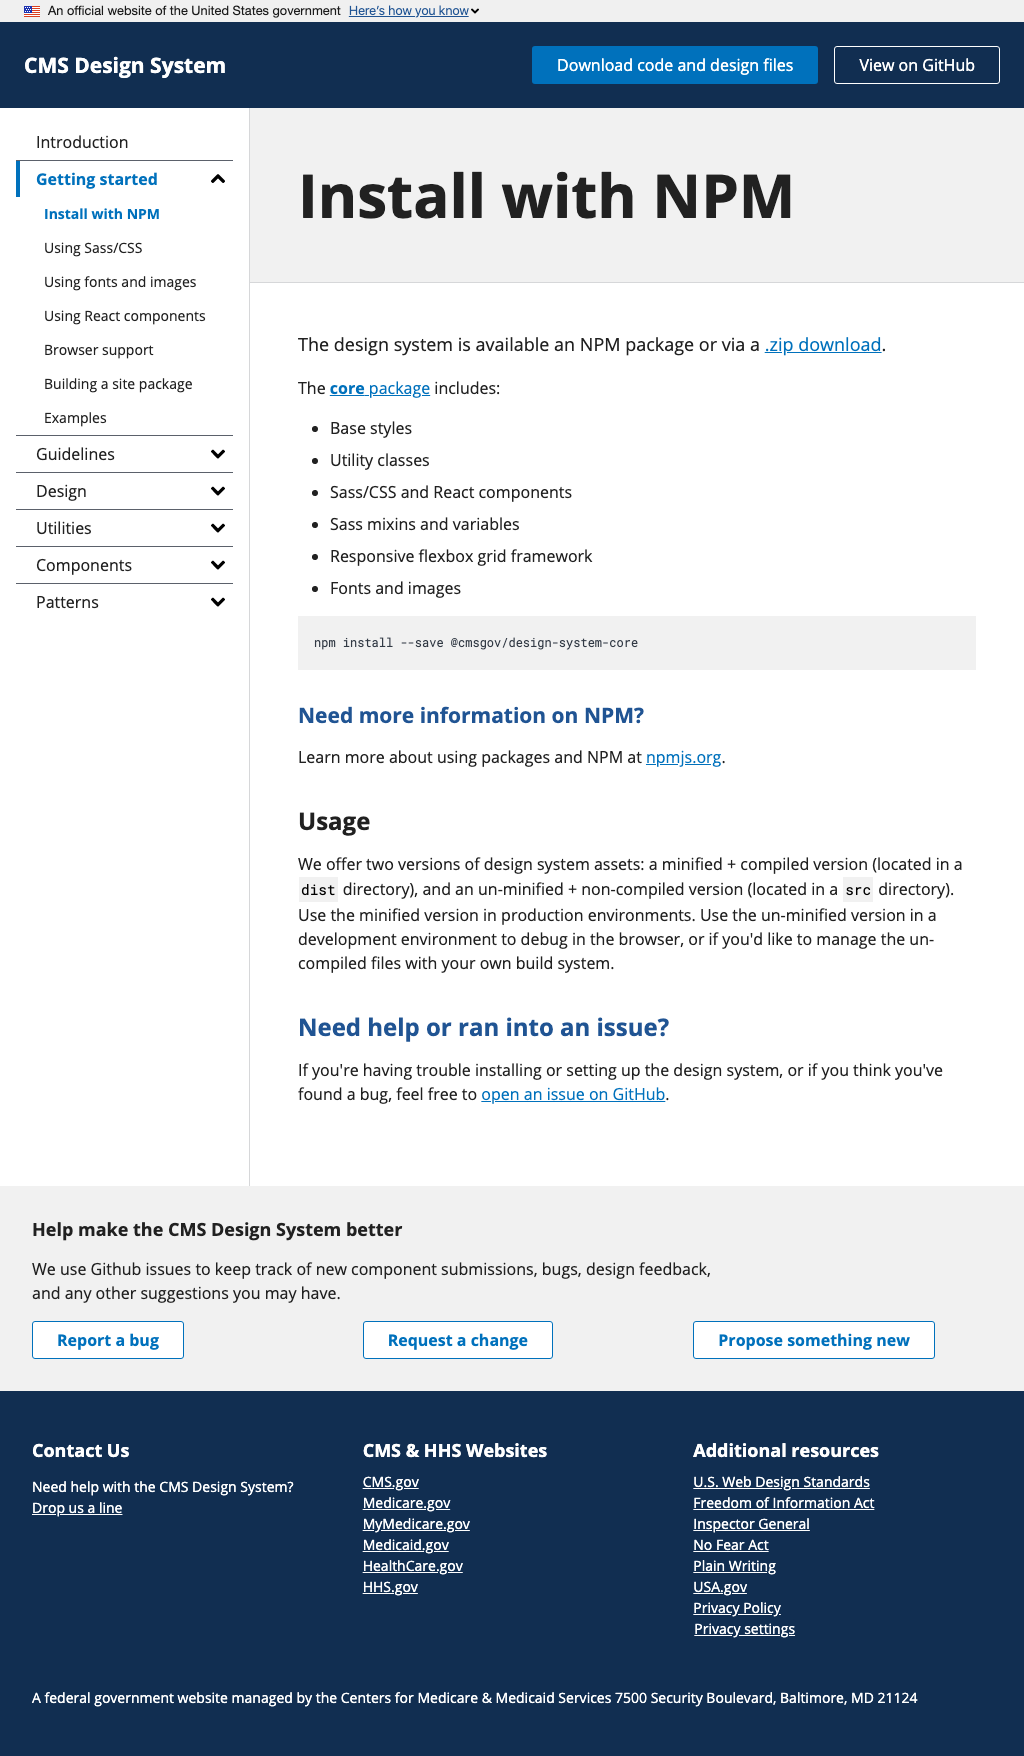 An official website of the United States government Here's how you know
CMS Design System
Download code and design files
View on GitHub
Introduction
Getting started
Install with NPM
Using Sass/CSS
Using fonts and images
Using React components
Browser support
Building a site package
Examples
Guidelines
Design
Utilities
Components
Patterns
Install with NPM
The design system is available an NPM package or via a .zip download.
The core package includes:
Base styles
Utility classes
Sass/CSS and React components
Sass mixins and variables
Responsive flexbox grid framework
Fonts and images
npm install --save @cmsgov/design-system-core
Need more information on NPM?
Learn more about using packages and NPM at npmjs.org.
Usage
We offer two versions of design system assets: a minified + compiled version (located in a
dist directory), and an un-minified + non-compiled version (located in a src directory).
Use the minified version in production environments. Use the un-minified version in a
development environment to debug in the browser, or if you'd like to manage the un-
compiled files with your own build system.
Need help or ran into an issue?
If you're having trouble installing or setting up the design system, or if you think you've
found a bug, feel free to open an issue on GitHub.
Help make the CMS Design System better
We use Github issues to keep track of new component submissions, bugs, design feedback,
and any other suggestions you may have.
Report a bug
Request a change
Propose something new
Contact Us
Need help with the CMS Design System?
Drop us a line
CMS & HHS Websites
CMS.gov
Medicare.gov
MyMedicare.gov
Medicaid.gov
HealthCare.gov
HHS.gov
Additional resources
U.S. Web Design Standards
Freedom of Information Act
Inspector General
No Fear Act
Plain Writing
USA.gov
Privacy Policy
Privacy settings
A federal government website managed by the Centers for Medicare & Medicaid Services 7500 Security Boulevard, Baltimore, MD 21124